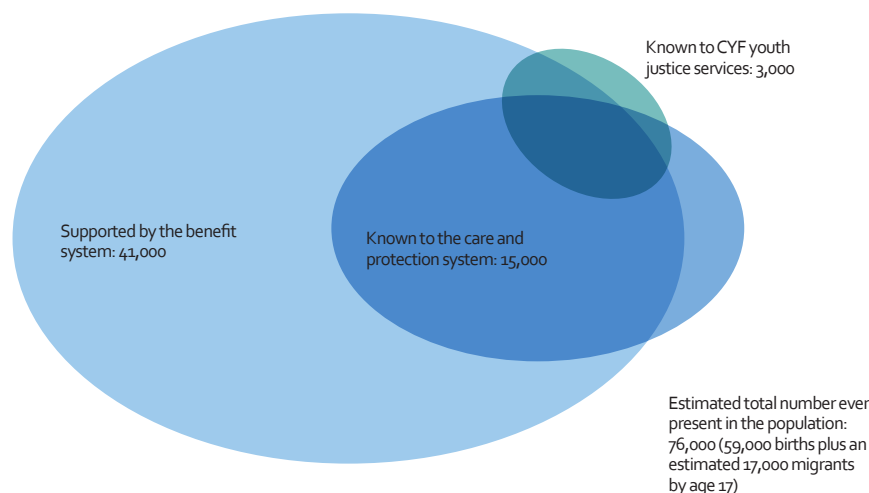 Known to CYF youth
justice services: 3,000
Supported by the benefit
system: 41,000
Known to the care and
protection system: 15,000
Estimated total number ever
present in the population:
76,000 (59,000 births plus an
estimated 17,000 migrants
by age 17)